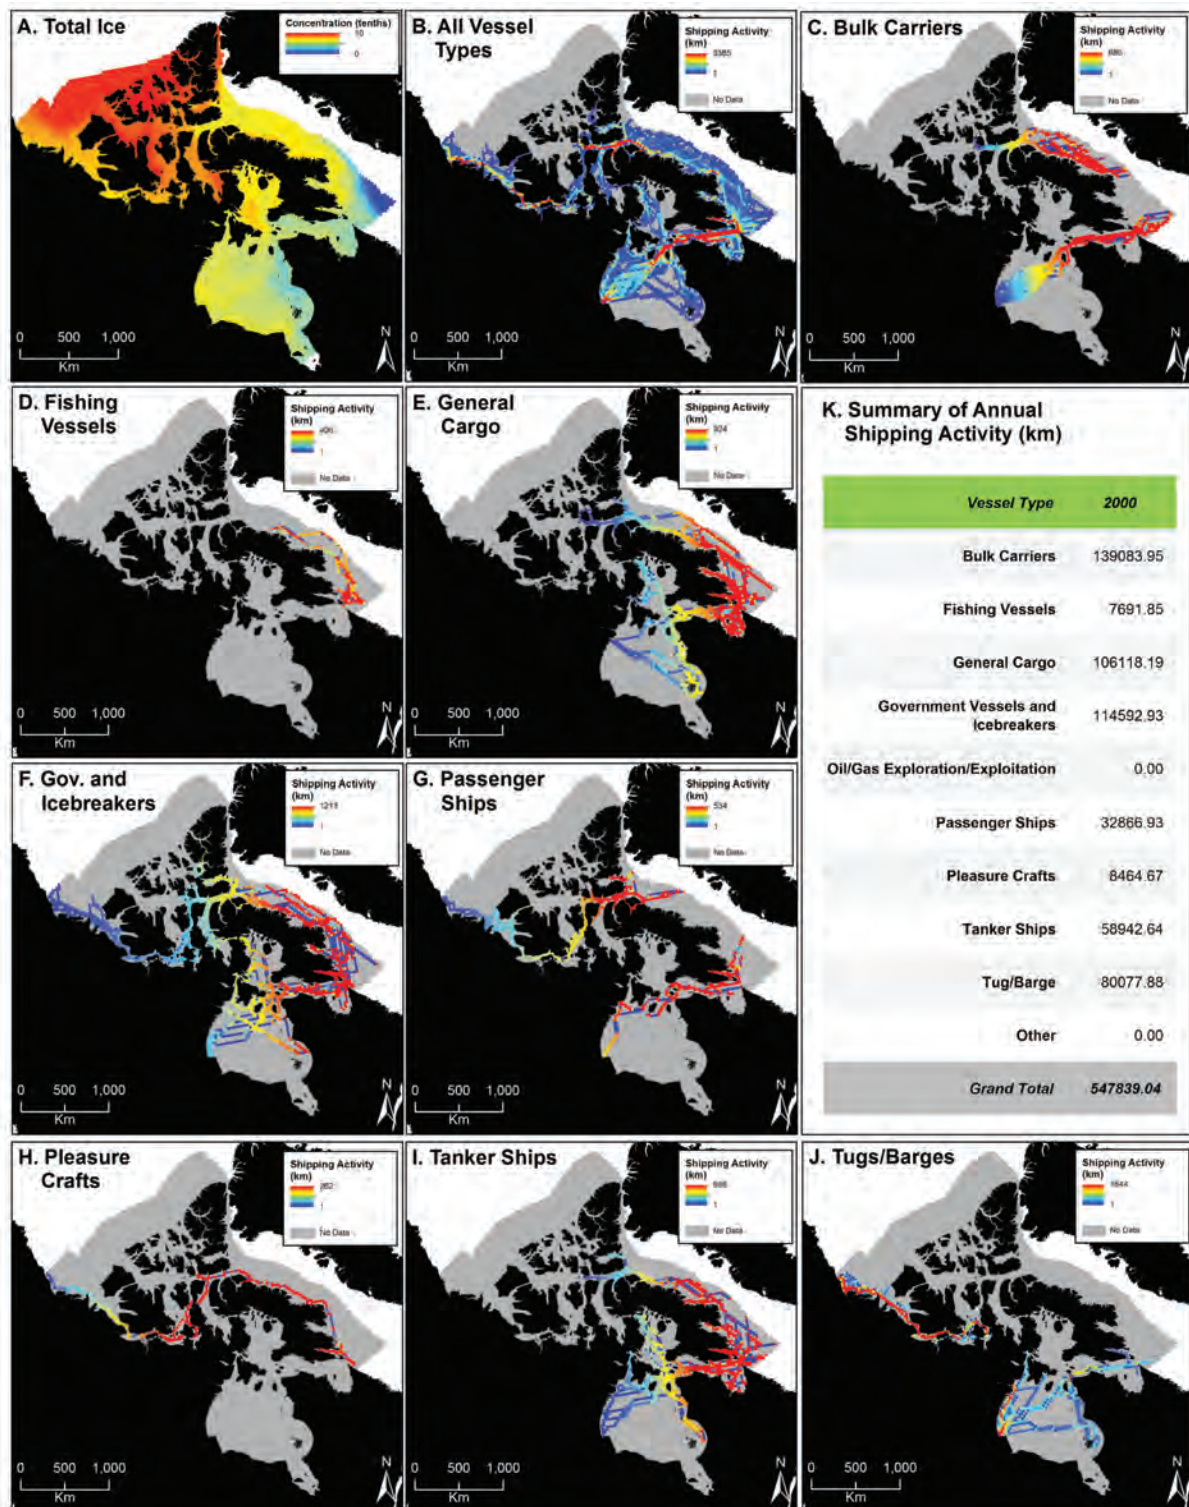 A. Total Ice
Concentration (tenths)
10
0
0 500 1,000
Km
N
B. All Vessel
Types
Shipping Activity
(km)
1
No Data
0 500 1,000
Km
N
C. Bulk Carriers
Shipping Activity
(km)
1
No Data
0 500 1,000
Km
N
D. Fishing
Vessels
Shipping Activity
(km)
1
No Data
0 500 1,000
Km
N
E. General
Cargo
Shipping Activity
(km)
1
No Data
0 500 1,000
Km
N
K. Summary of Annual
Shipping Activity (km)
Vessel Type 2000
Bulk Carriers 139083.95
Fishing Vessels 7691.85
General Cargo 106118.19
Government Vessels and
Icebreakers 114592.93
Oil/Gas Exploration/Exploitation 0.00
Passenger Ships 32866.93
Pleasure Crafts 8464.67
Tanker Ships 58942.64
Tug/Barge 80077.88
Other 0.00
Grand Total 547839.04
F. Gov. and
Icebreakers
Shipping Activity
(km)
1
No Data
0 500 1,000
Km
N
G. Passenger
Ships
Shipping Activity
(km)
534
1
No Data
0 500 1,000
Km
N
H. Pleasure
Crafts
Shipping Activity
(km)
1
No Data
0 500 1,000
Km
N
I. Tanker Ships
Shipping Activity
(km)
1
No Data
0 500 1,000
Km
N
J. Tugs/Barges
Shipping Activity
(km)
1644
1
No Data
0 500 1,000
Km
N